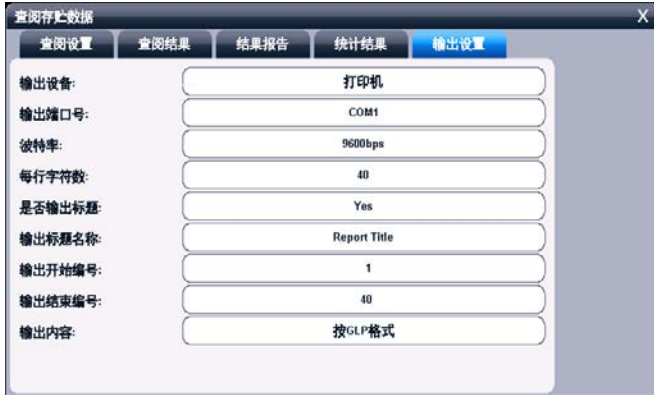 查阅存贮数据 X
查阅设置 查阅结果 结果报告 统计结果 输出设置
输出设备: 打印机
输出端口号: COM1
波特率: 9600bps
每行字符数: 40
是否输出标题: Yes
输出标题名称: Report Title
输出开始编号: 1
输出结束编号: 40
输出内容: 按GLP格式